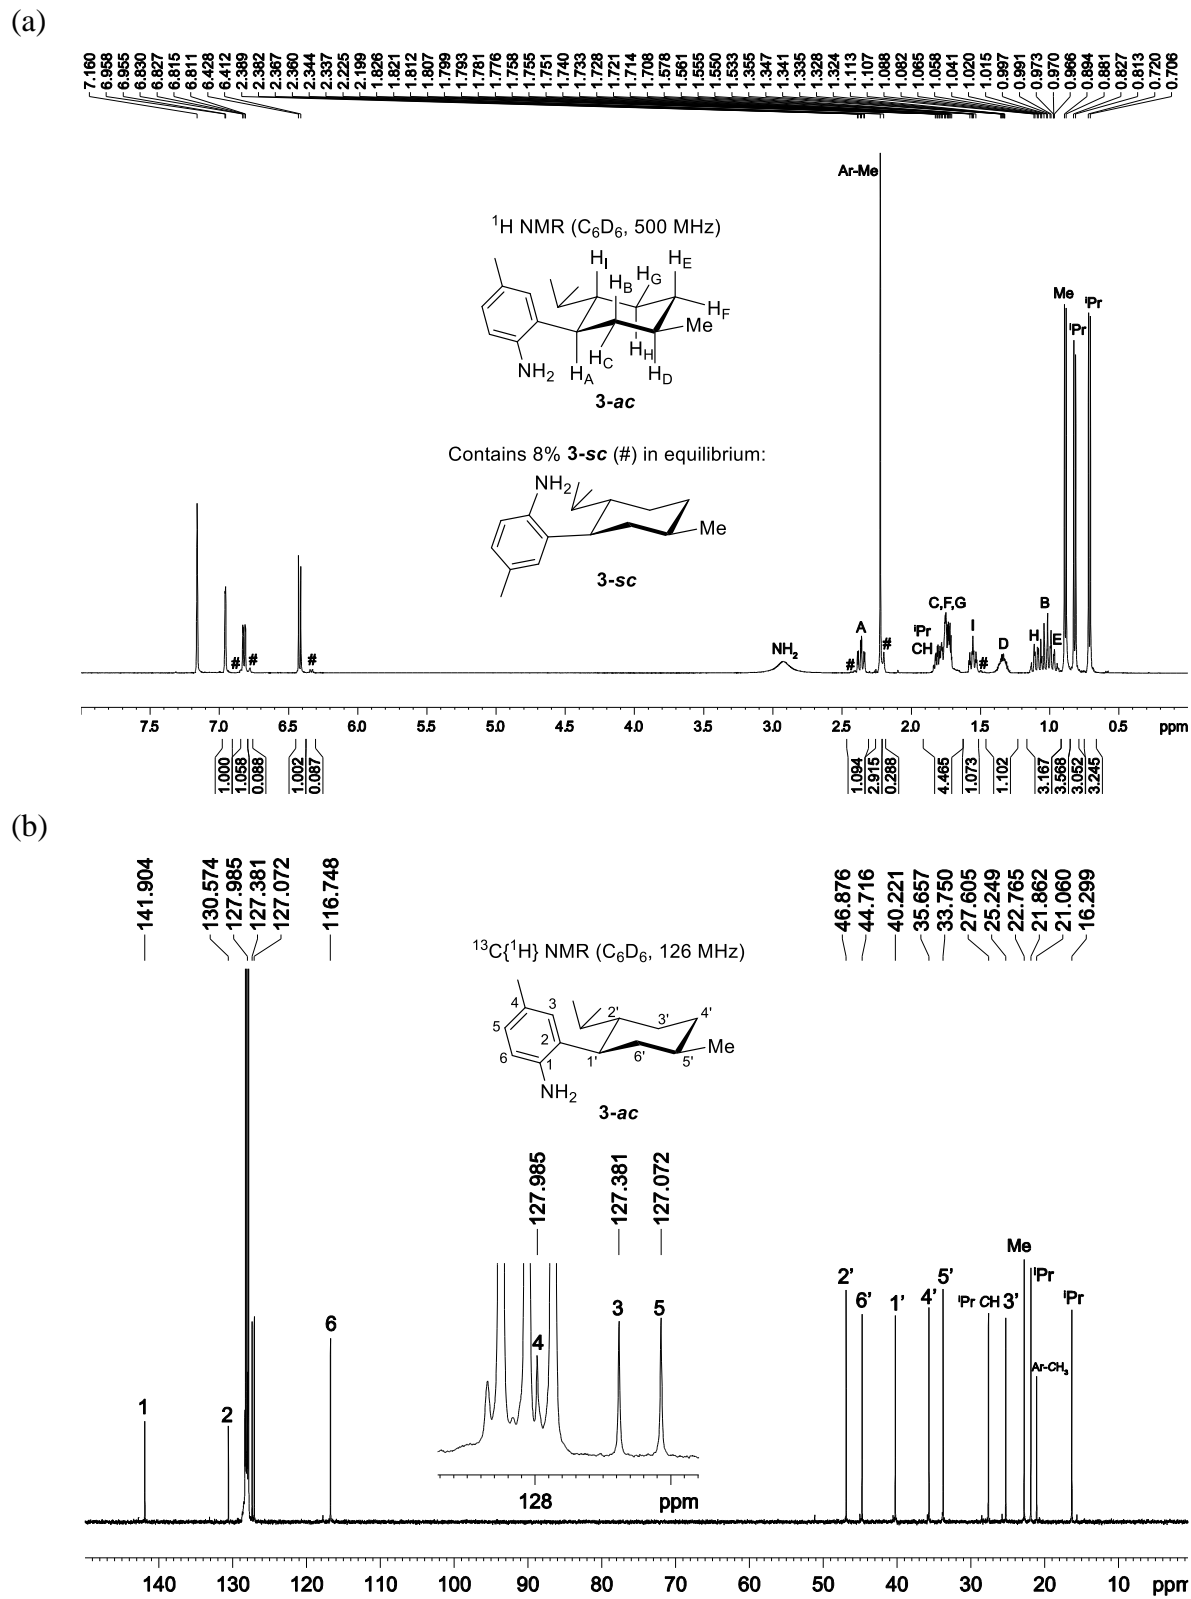 (a)
7.160 6.958 6.955 6.830 6.827 6.815 6.811 6.428 6.412 2.389 2.382 2.367 2.360 2.344 2.337 2.225 2.199 1.826 1.821 1.812 1.807 1.799 1.793 1.781 1.776 1.758 1.755 1.751 1.740 1.733 1.728 1.721 1.714 1.708 1.578 1.561 1.555 1.550 1.533 1.355 1.347 1.341 1.335 1.328 1.324 1.113 1.107 1.088 1.082 1.065 1.058 1.041 1.020 1.015 0.997 0.991 0.973 0.970 0.966 0.894 0.881 0.827 0.813 0.720 0.706
Ar-Me
¹H NMR (C₆D₆, 500 MHz)
H_I H_B H_G H_E
H_F
Me
H_C H_H
NH₂ H_A H_D
3-ac
Contains 8% 3-sc (#) in equilibrium:
NH₂
Me
3-sc
Me
ⁱPr
ⁱPr
# # #
NH₂
# A # ⁱPr CH C,F,G I # D H B E
7.5 7.0 6.5 6.0 5.5 5.0 4.5 4.0 3.5 3.0 2.5 2.0 1.5 1.0 0.5 ppm
1.000 1.058 0.088 1.002 0.087 1.094 2.915 0.288 4.465 1.073 1.102 3.167 3.568 3.052 3.245
(b)
141.904 130.574 127.985 127.381 127.072 116.748 46.876 44.716 40.221 35.657 33.750 27.605 25.249 22.765 21.862 21.060 16.299
¹³C{¹H} NMR (C₆D₆, 126 MHz)
4 3 2' 3' 4'
5 2 Me
6 1 1' 6' 5'
NH₂
3-ac
127.985 127.381 127.072
4 3 5
128 ppm
1 2 6 2' 6' 1' 4' 5' ⁱPr CH 3' Me ⁱPr Ar-CH₃ ⁱPr
140 130 120 110 100 90 80 70 60 50 40 30 20 10 ppm